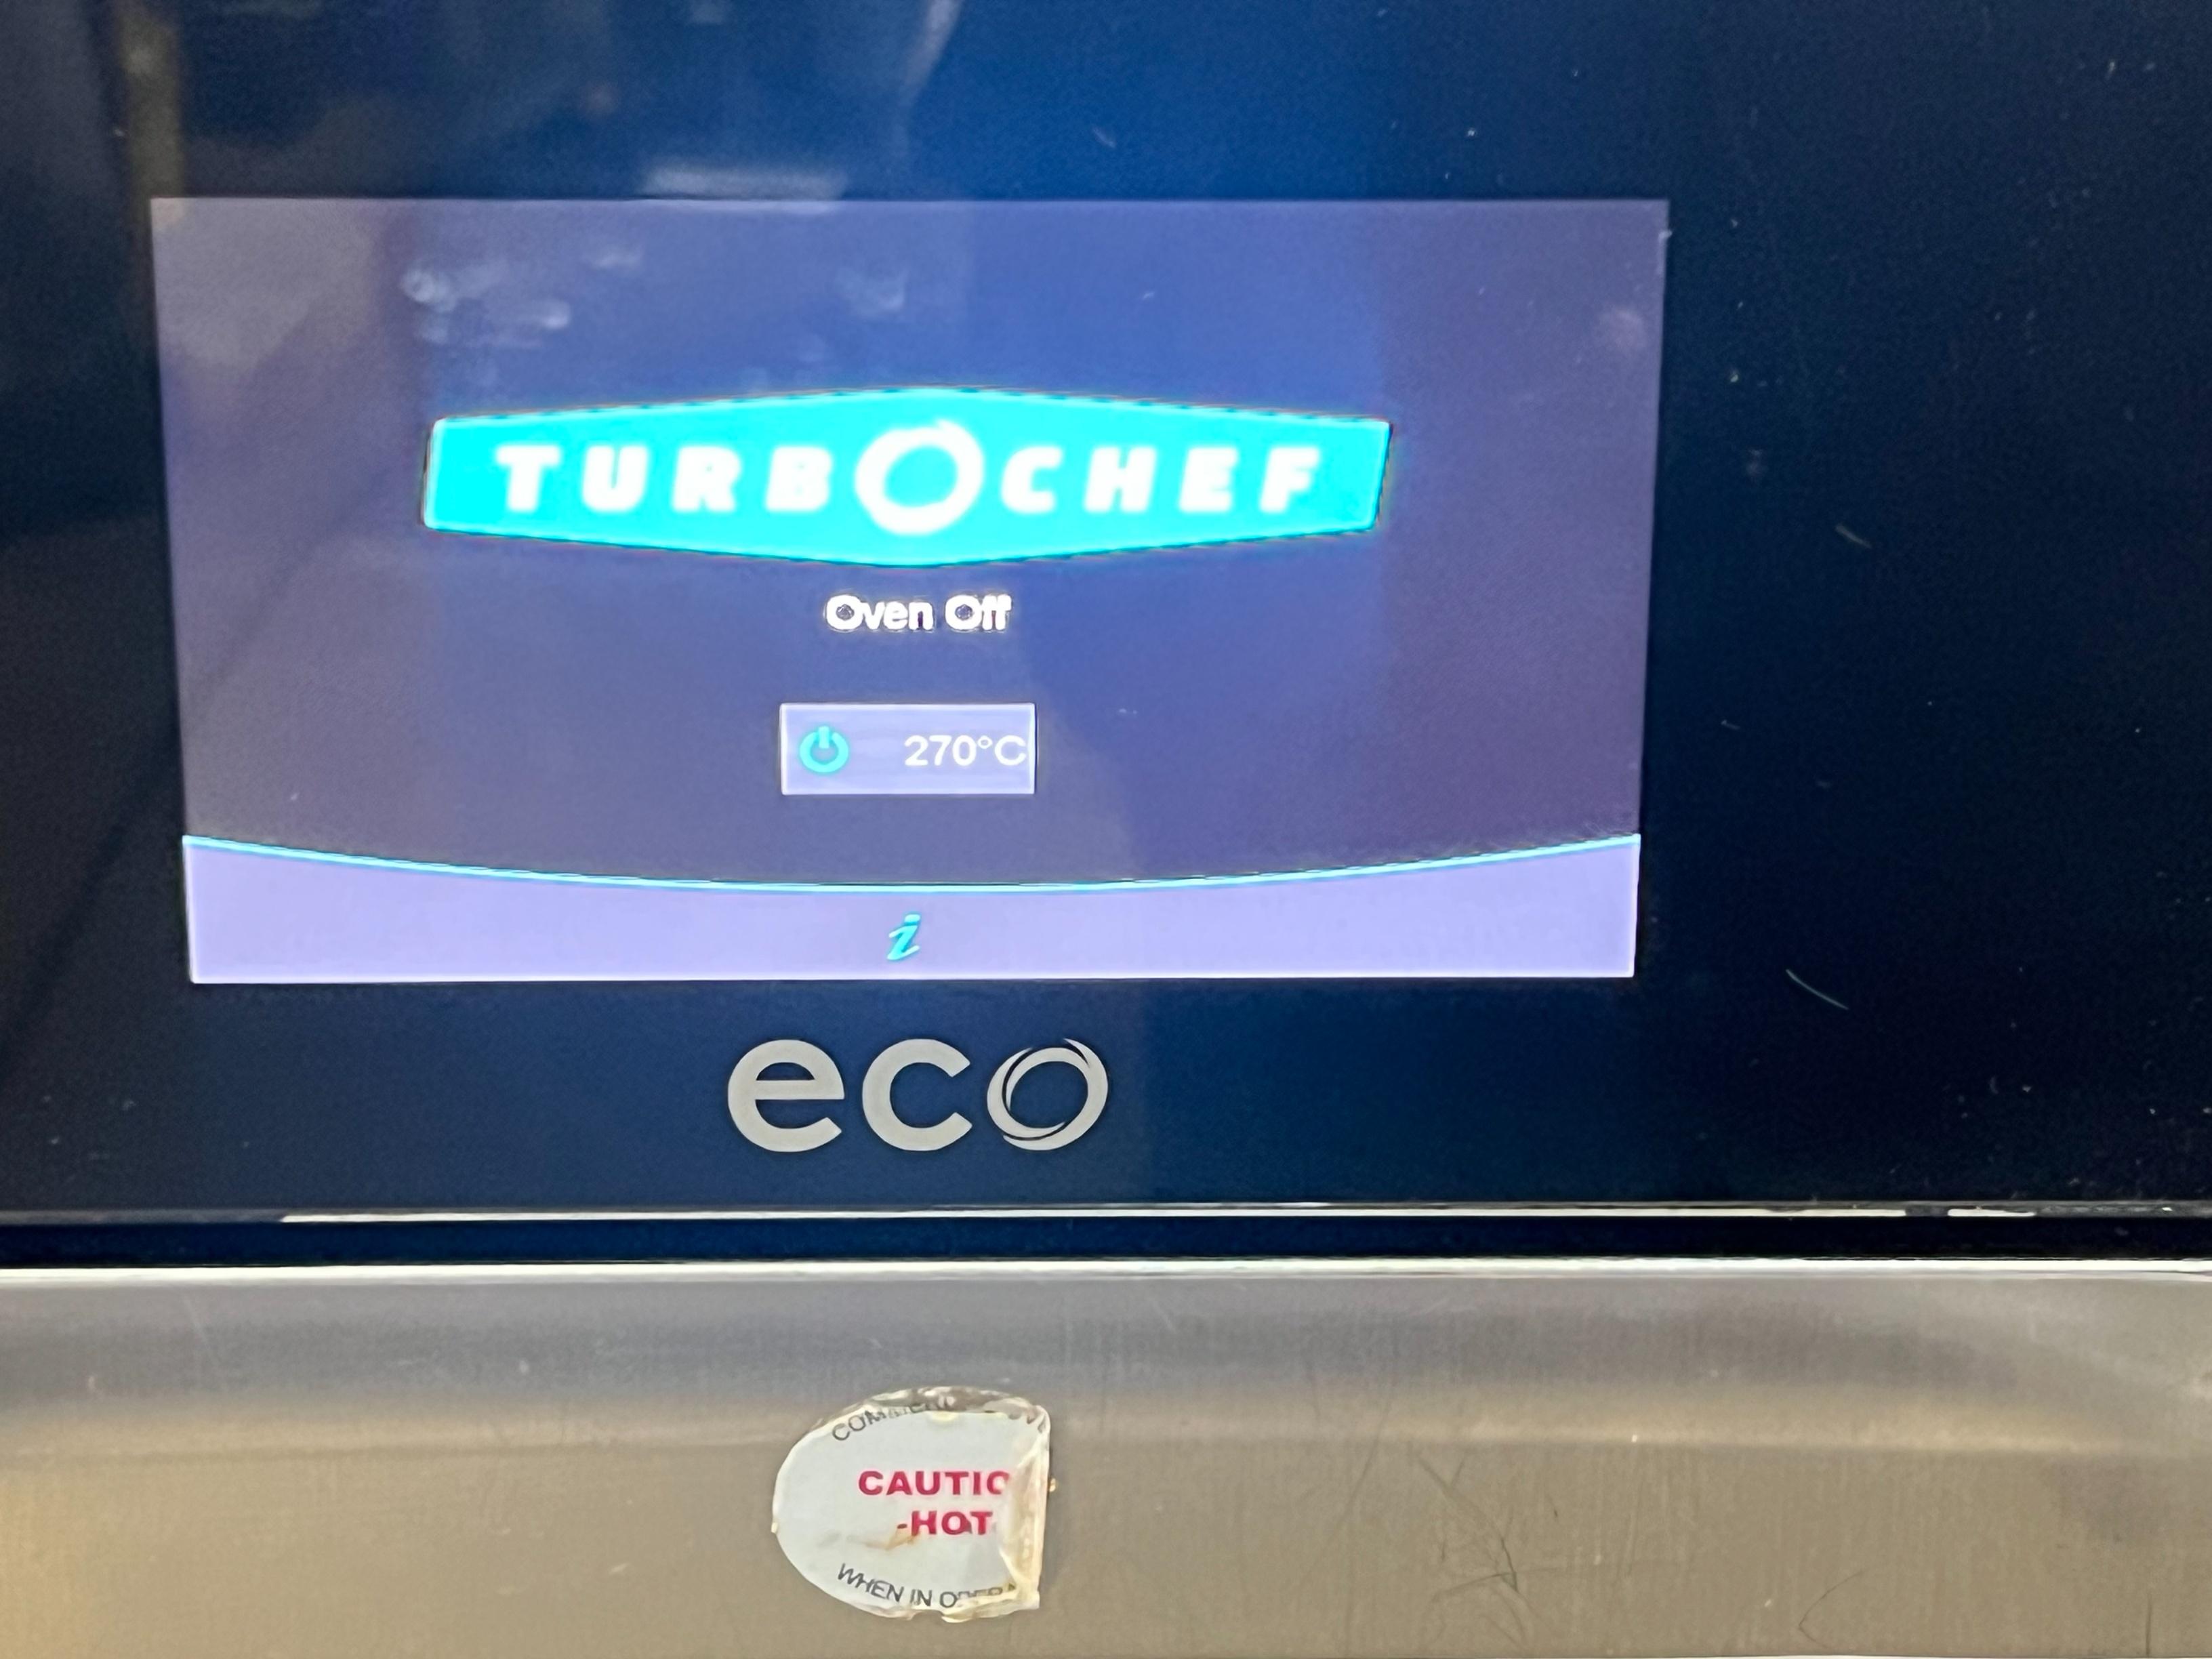 TURBOCHEF
Oven Off
270°C
i
eco
CAUTIO
-HOT
WHEN IN